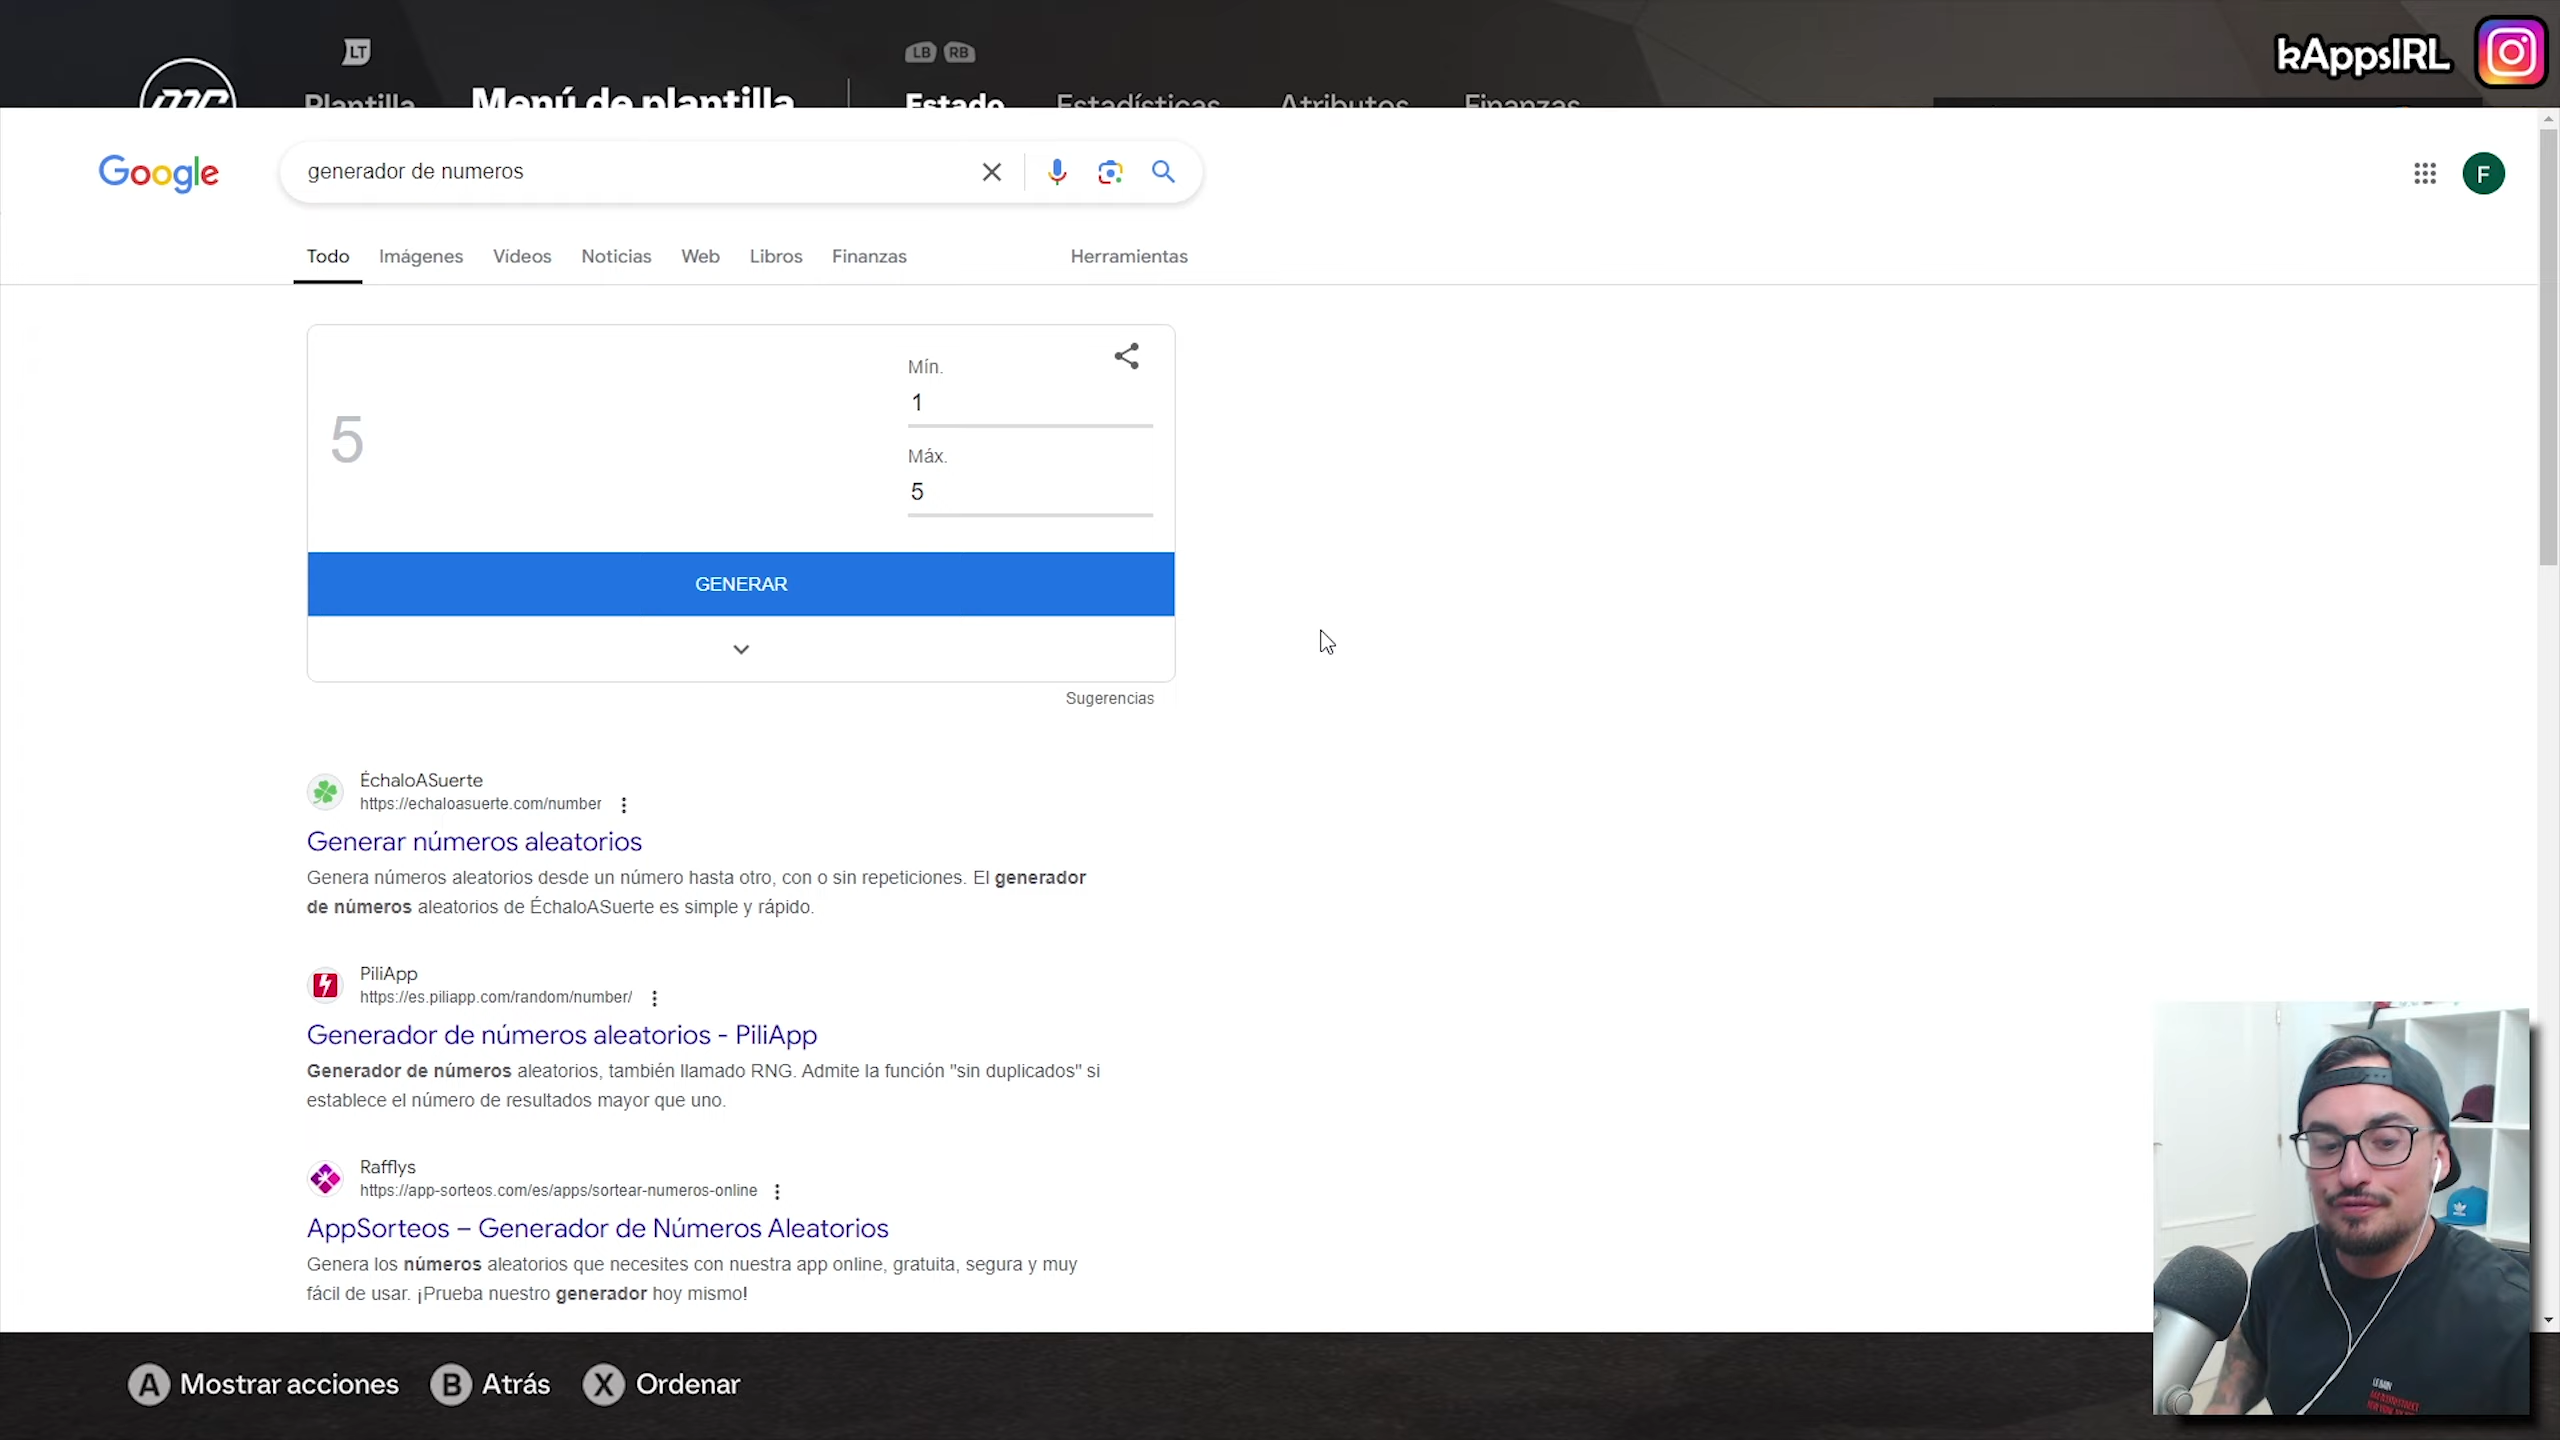 LT
LB RB
kAppsIRL
Plantilla
Menú de plantilla
Estado
Estadísticas
Atributos
Finanzas
Google
generador de numeros
F
Todo
Imágenes
Vídeos
Noticias
Web
Libros
Finanzas
Herramientas
Mín.
1
5
Máx.
5
GENERAR
Sugerencias
ÉchaloASuerte
https://echaloasuerte.com/number
Generar números aleatorios
Genera números aleatorios desde un número hasta otro, con o sin repeticiones. El generador
de números aleatorios de ÉchaloASuerte es simple y rápido.
PiliApp
https://es.piliapp.com/random/number/
Generador de números aleatorios - PiliApp
Generador de números aleatorios, también llamado RNG. Admite la función "sin duplicados" si
establece el número de resultados mayor que uno.
Rafflys
https://app-sorteos.com/es/apps/sortear-numeros-online
AppSorteos – Generador de Números Aleatorios
Genera los números aleatorios que necesites con nuestra app online, gratuita, segura y muy
fácil de usar. ¡Prueba nuestro generador hoy mismo!
A Mostrar acciones B Atrás X Ordenar